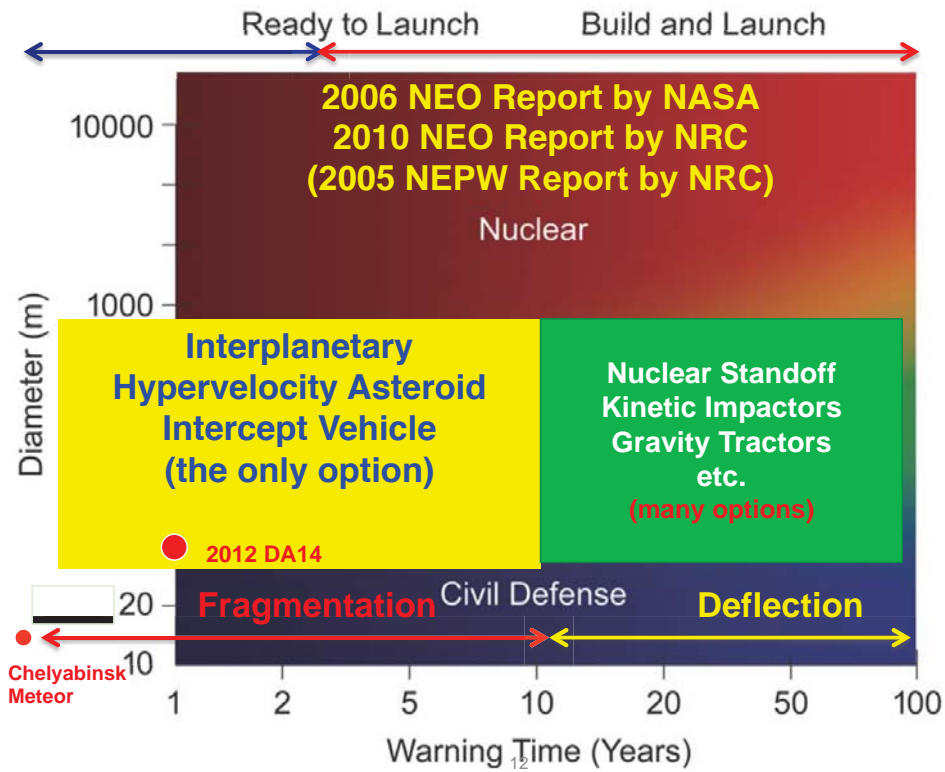 Ready to Launch
Build and Launch
2006 NEO Report by NASA
2010 NEO Report by NRC
(2005 NEPW Report by NRC)
Nuclear
10000
1000
Diameter (m)
Interplanetary
Hypervelocity Asteroid
Intercept Vehicle
(the only option)
Nuclear Standoff
Kinetic Impactors
Gravity Tractors
etc.
(many options)
2012 DA14
20
Fragmentation
Civil Defense
Deflection
Chelyabinsk
Meteor
10
1 2 5 10 20 50 100
Warning Time (Years)
12